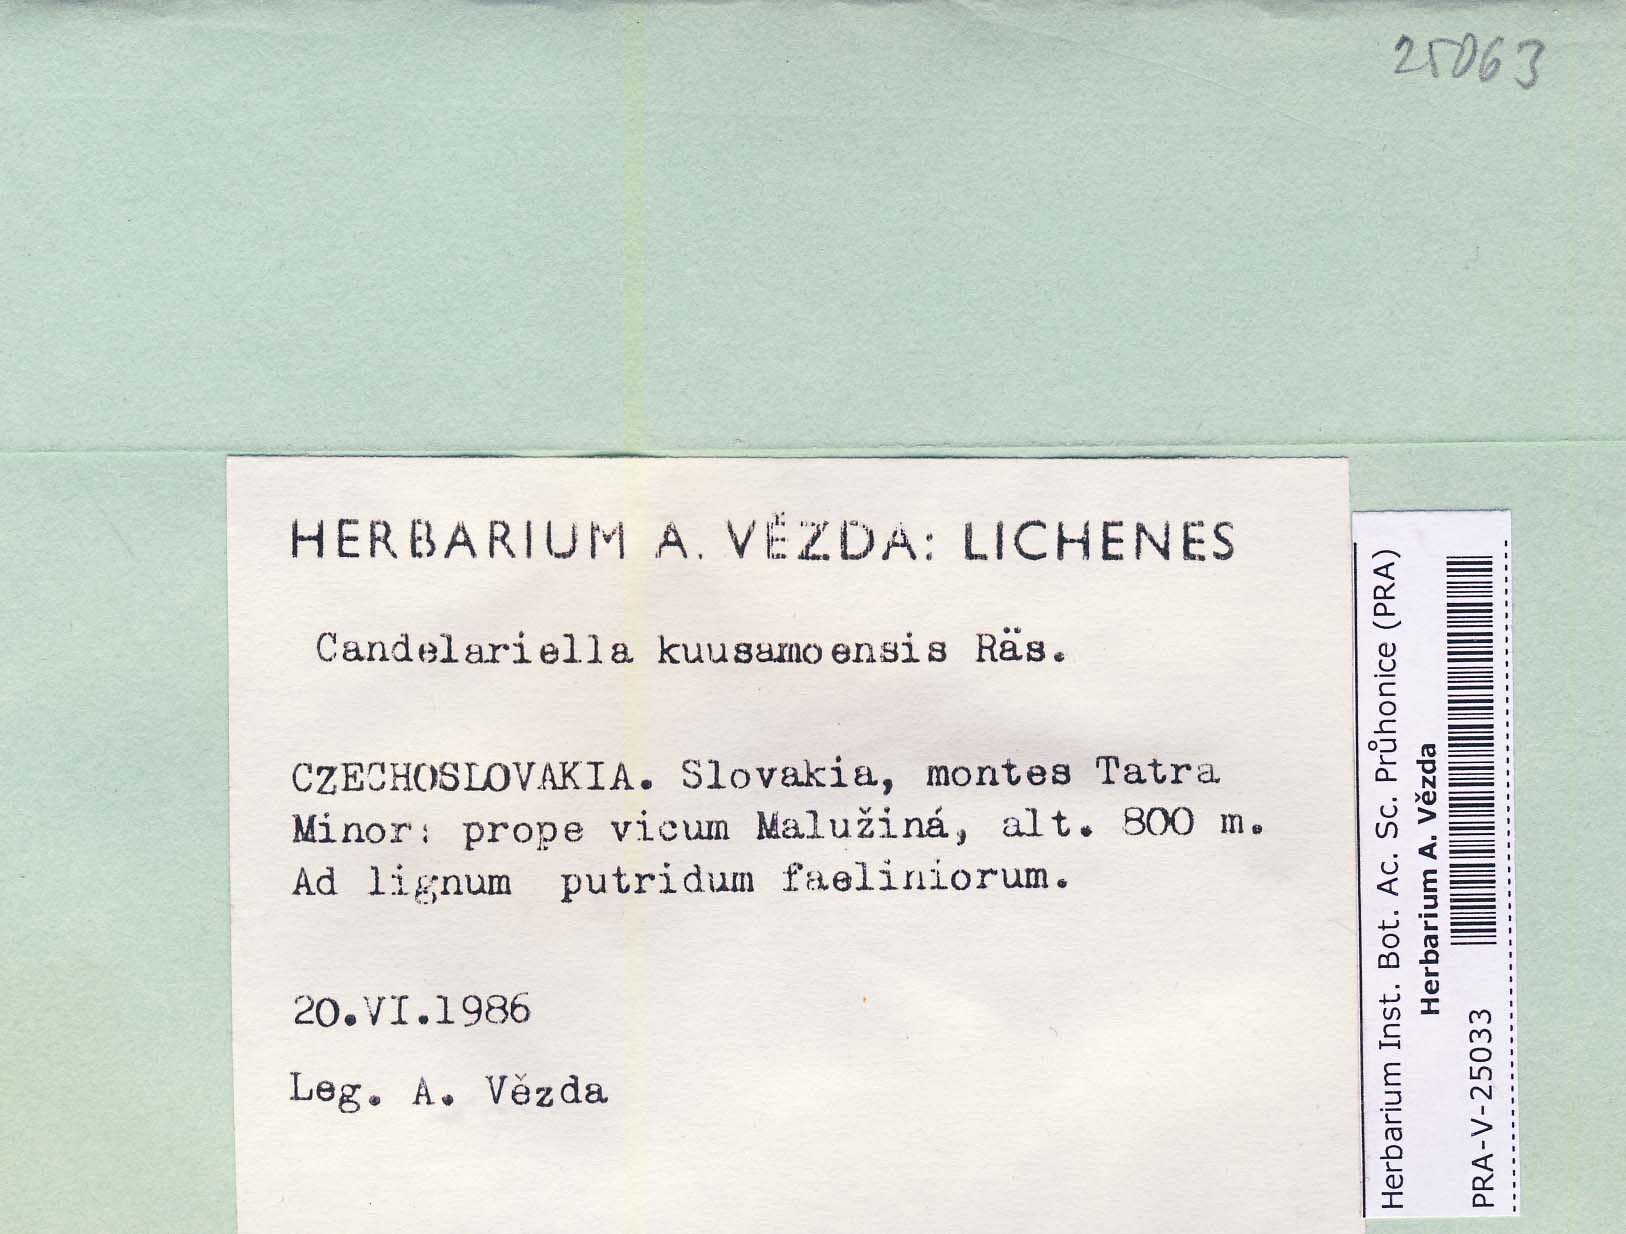 25063
HERBARIUM A. VĚZDA: LICHENES
Candelariella kuusamoensis Räs.
CZECHOSLOVAKIA. Slovakia, montes Tatra
Minor: prope vicum Malužiná, alt. 800 m.
Ad lignum putridum faeliniorum.
20.VI.1986
Leg. A. Vězda
Herbarium Inst. Bot. Ac. Sc. Průhonice (PRA)
Herbarium A. Vězda
PRA-V-25033